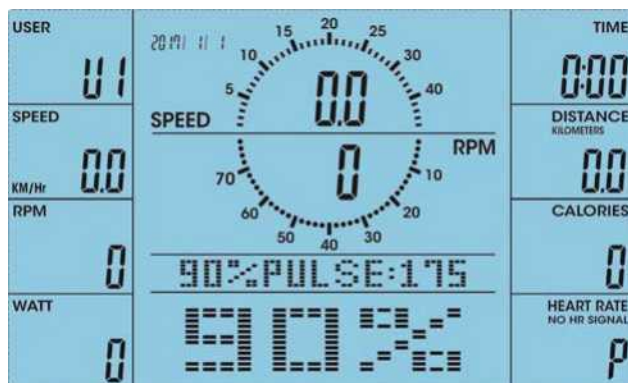 USER
U1
SPEED
KM/Hr 0.0
RPM
0
WATT
0
2017/ 1/ 1
5 10 15 20 25 30 40
SPEED 0.0
0 RPM
70 60 50 40 30 20 10
90%PULSE:175
90%
TIME
0:00
DISTANCE
KILOMETERS
0.0
CALORIES
0
HEART RATE
NO HR SIGNAL
P